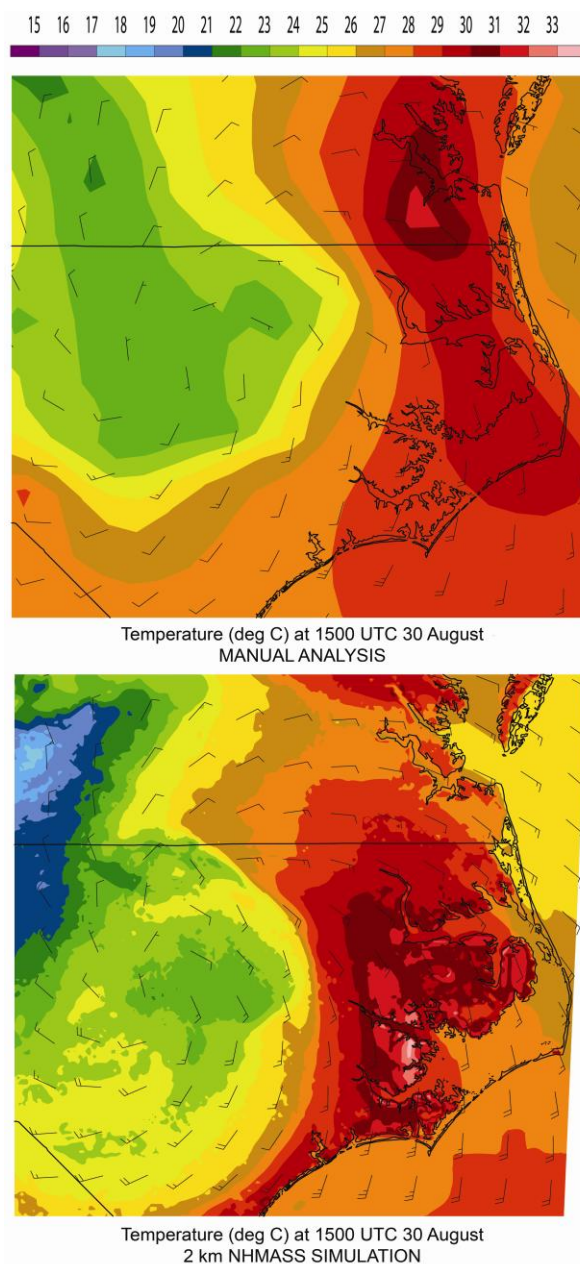 15 16 17 18 19 20 21 22 23 24 25 26 27 28 29 30 31 32 33
Temperature (deg C) at 1500 UTC 30 August
MANUAL ANALYSIS
Temperature (deg C) at 1500 UTC 30 August
2 km NHMASS SIMULATION